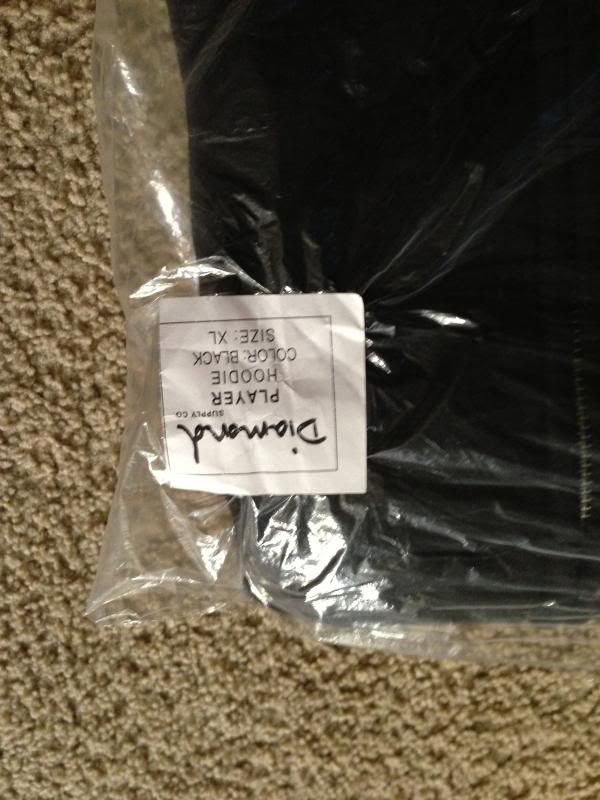 Diamond
SUPPLY CO
PLAYER
HOODIE
COLOR: BLACK
SIZE: XL